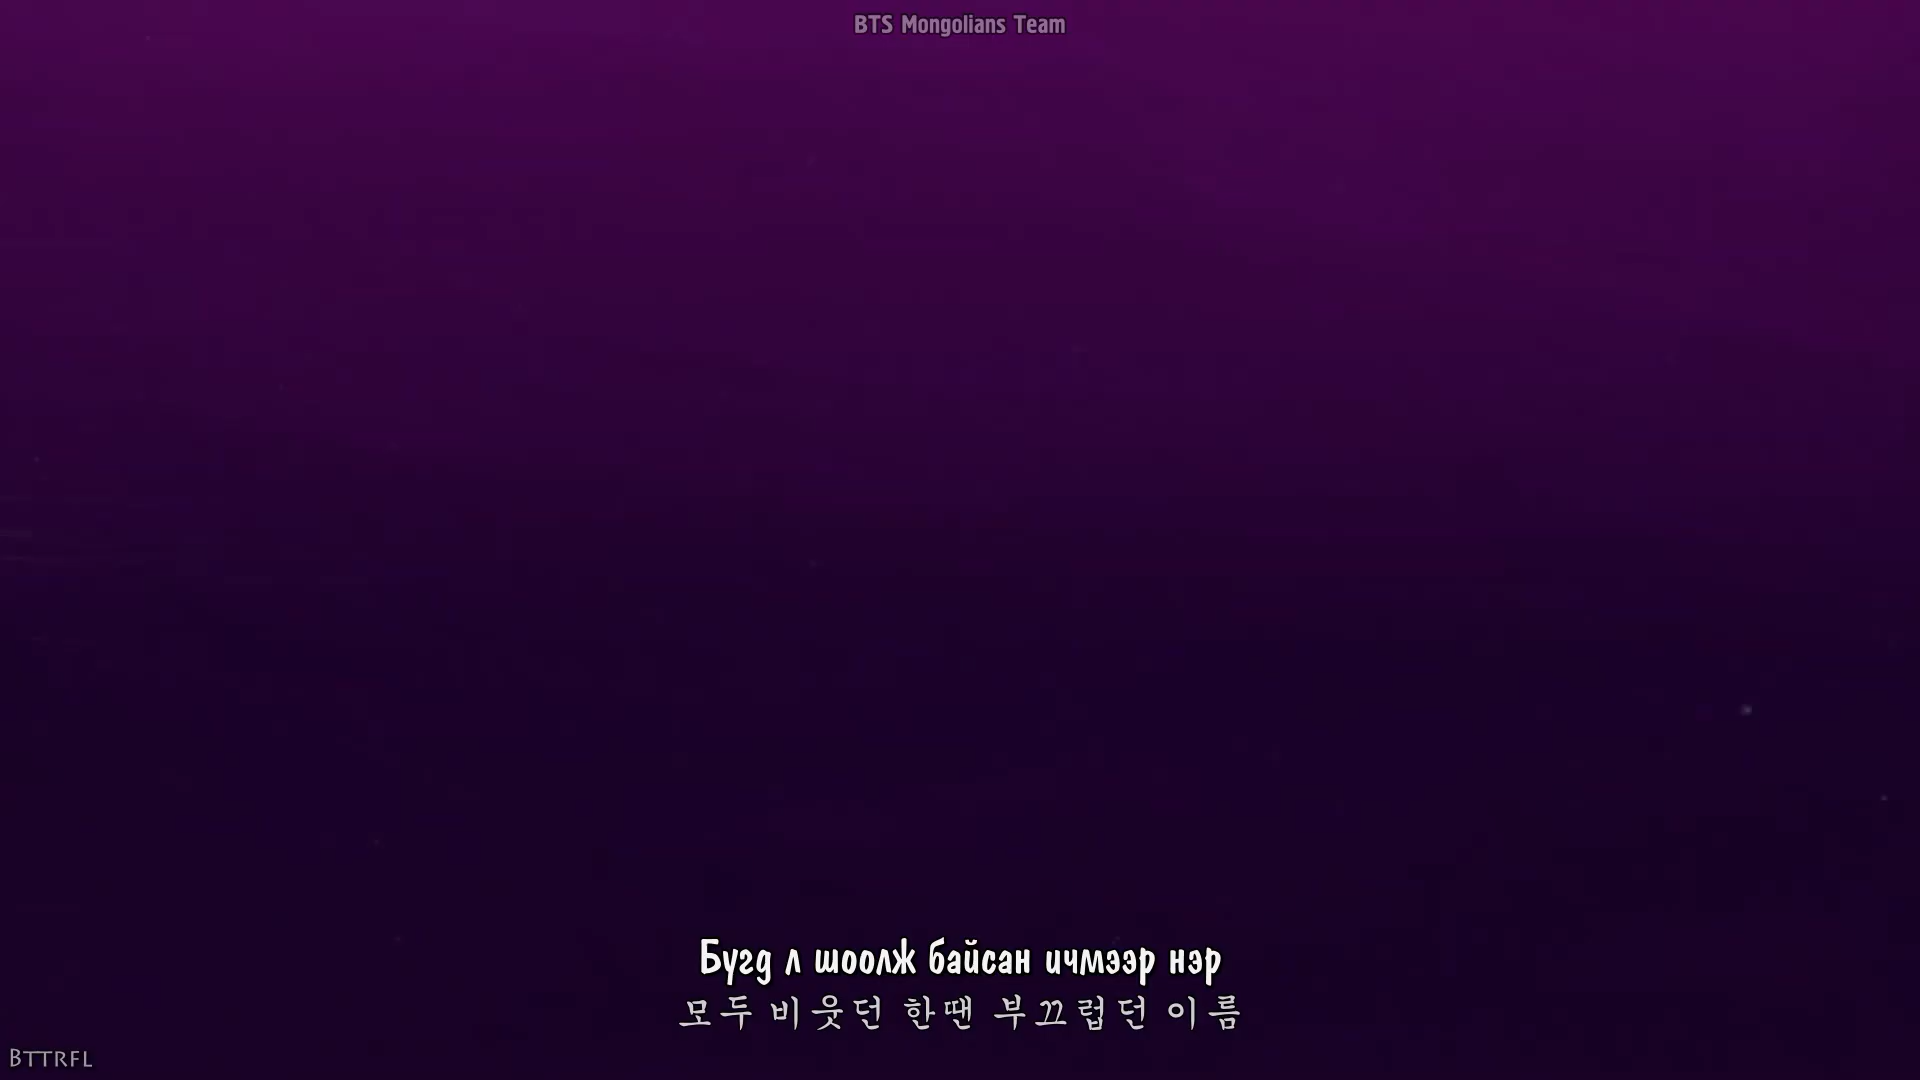 BTS Mongolians Team
Бүгд л шоолж байсан ичмээр нэр
모두 비웃던 한땐 부끄럽던 이름
BTTRFL